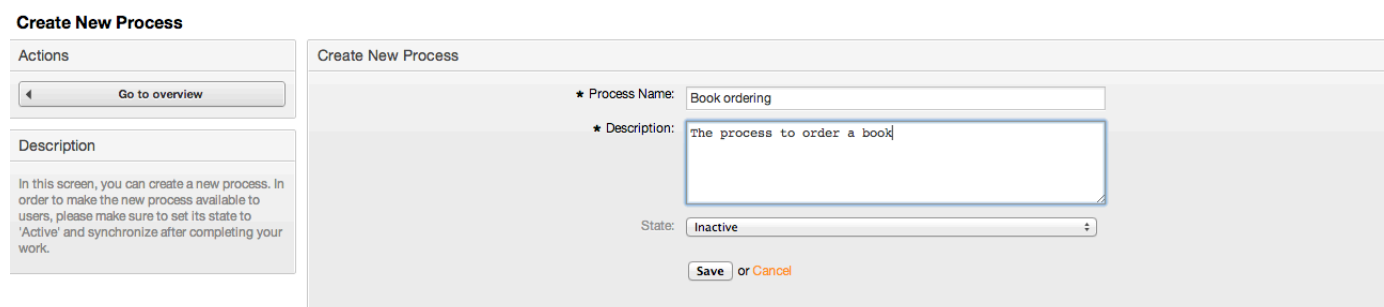 Create New Process
Actions
Go to overview
Description
In this screen, you can create a new process. In
order to make the new process available to
users, please make sure to set its state to
'Active' and synchronize after completing your
work.
Create New Process
★ Process Name: Book ordering
★ Description: The process to order a book
State: Inactive
Save or Cancel